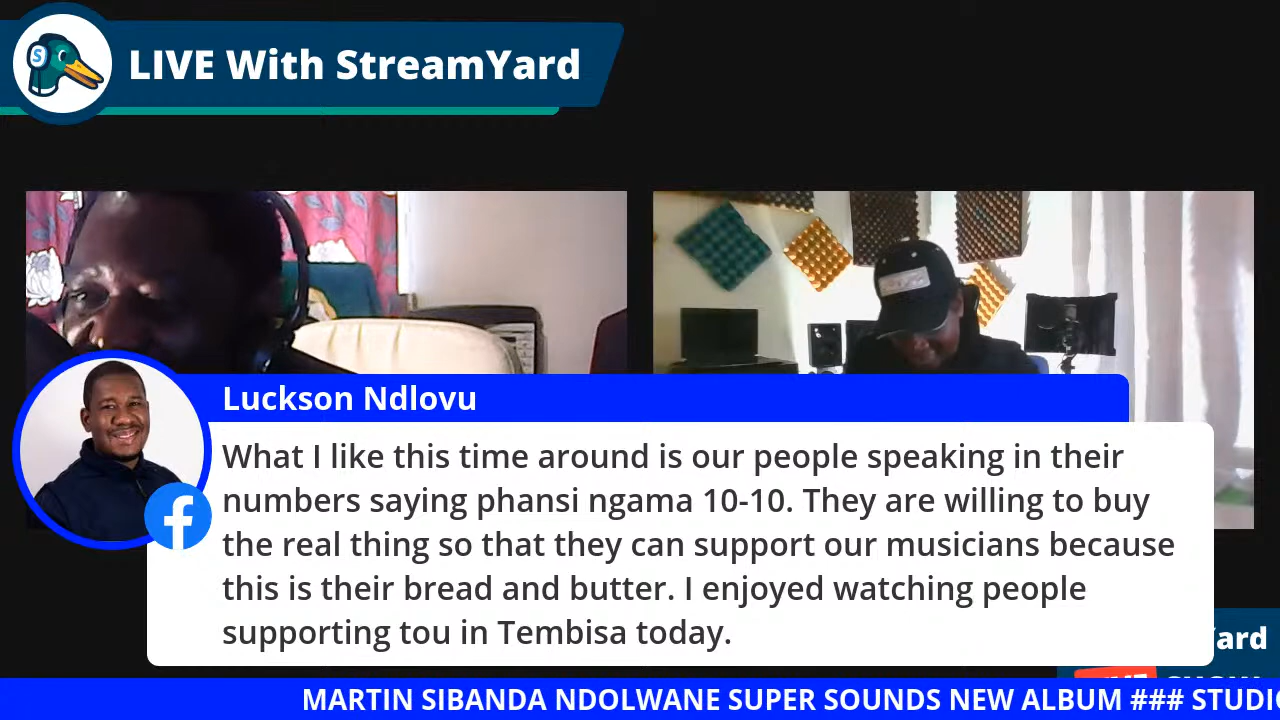 S
LIVE With StreamYard
Luckson Ndlovu
What I like this time around is our people speaking in their
numbers saying phansi ngama 10-10. They are willing to buy
the real thing so that they can support our musicians because
this is their bread and butter. I enjoyed watching people
supporting tou in Tembisa today.
MARTIN SIBANDA NDOLWANE SUPER SOUNDS NEW ALBUM ### STUDIO